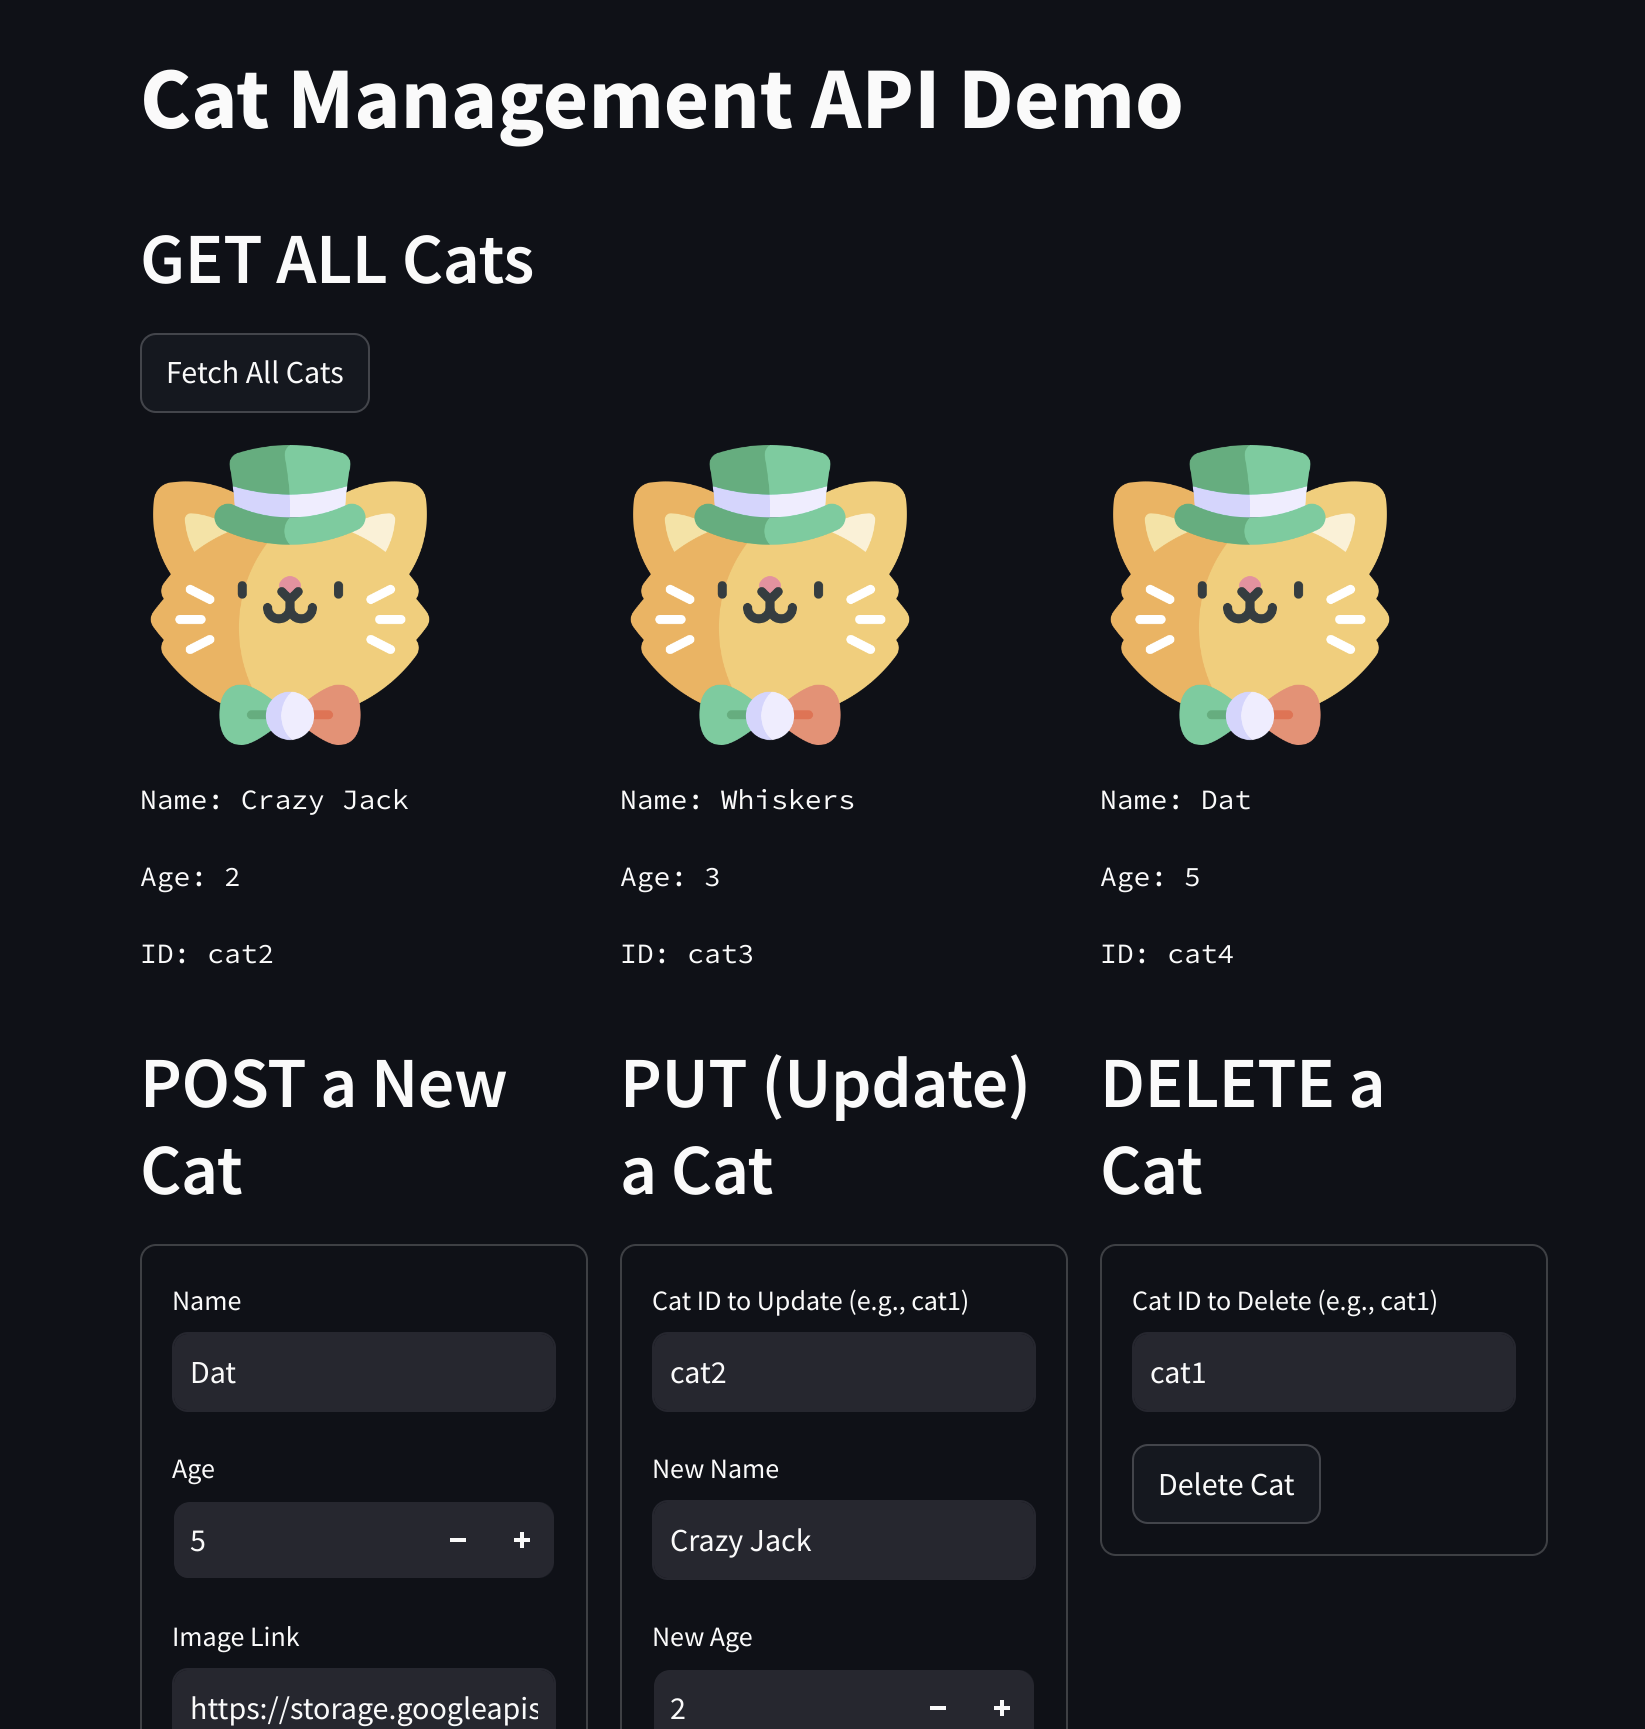 Cat Management API Demo
GET ALL Cats
Fetch All Cats
Name: Crazy Jack
Age: 2
ID: cat2
Name: Whiskers
Age: 3
ID: cat3
Name: Dat
Age: 5
ID: cat4
POST a New
Cat
Name
Dat
Age
5
Image Link
https://storage.googleapis
PUT (Update)
a Cat
Cat ID to Update (e.g., cat1)
cat2
New Name
Crazy Jack
New Age
2
DELETE a
Cat
Cat ID to Delete (e.g., cat1)
cat1
Delete Cat